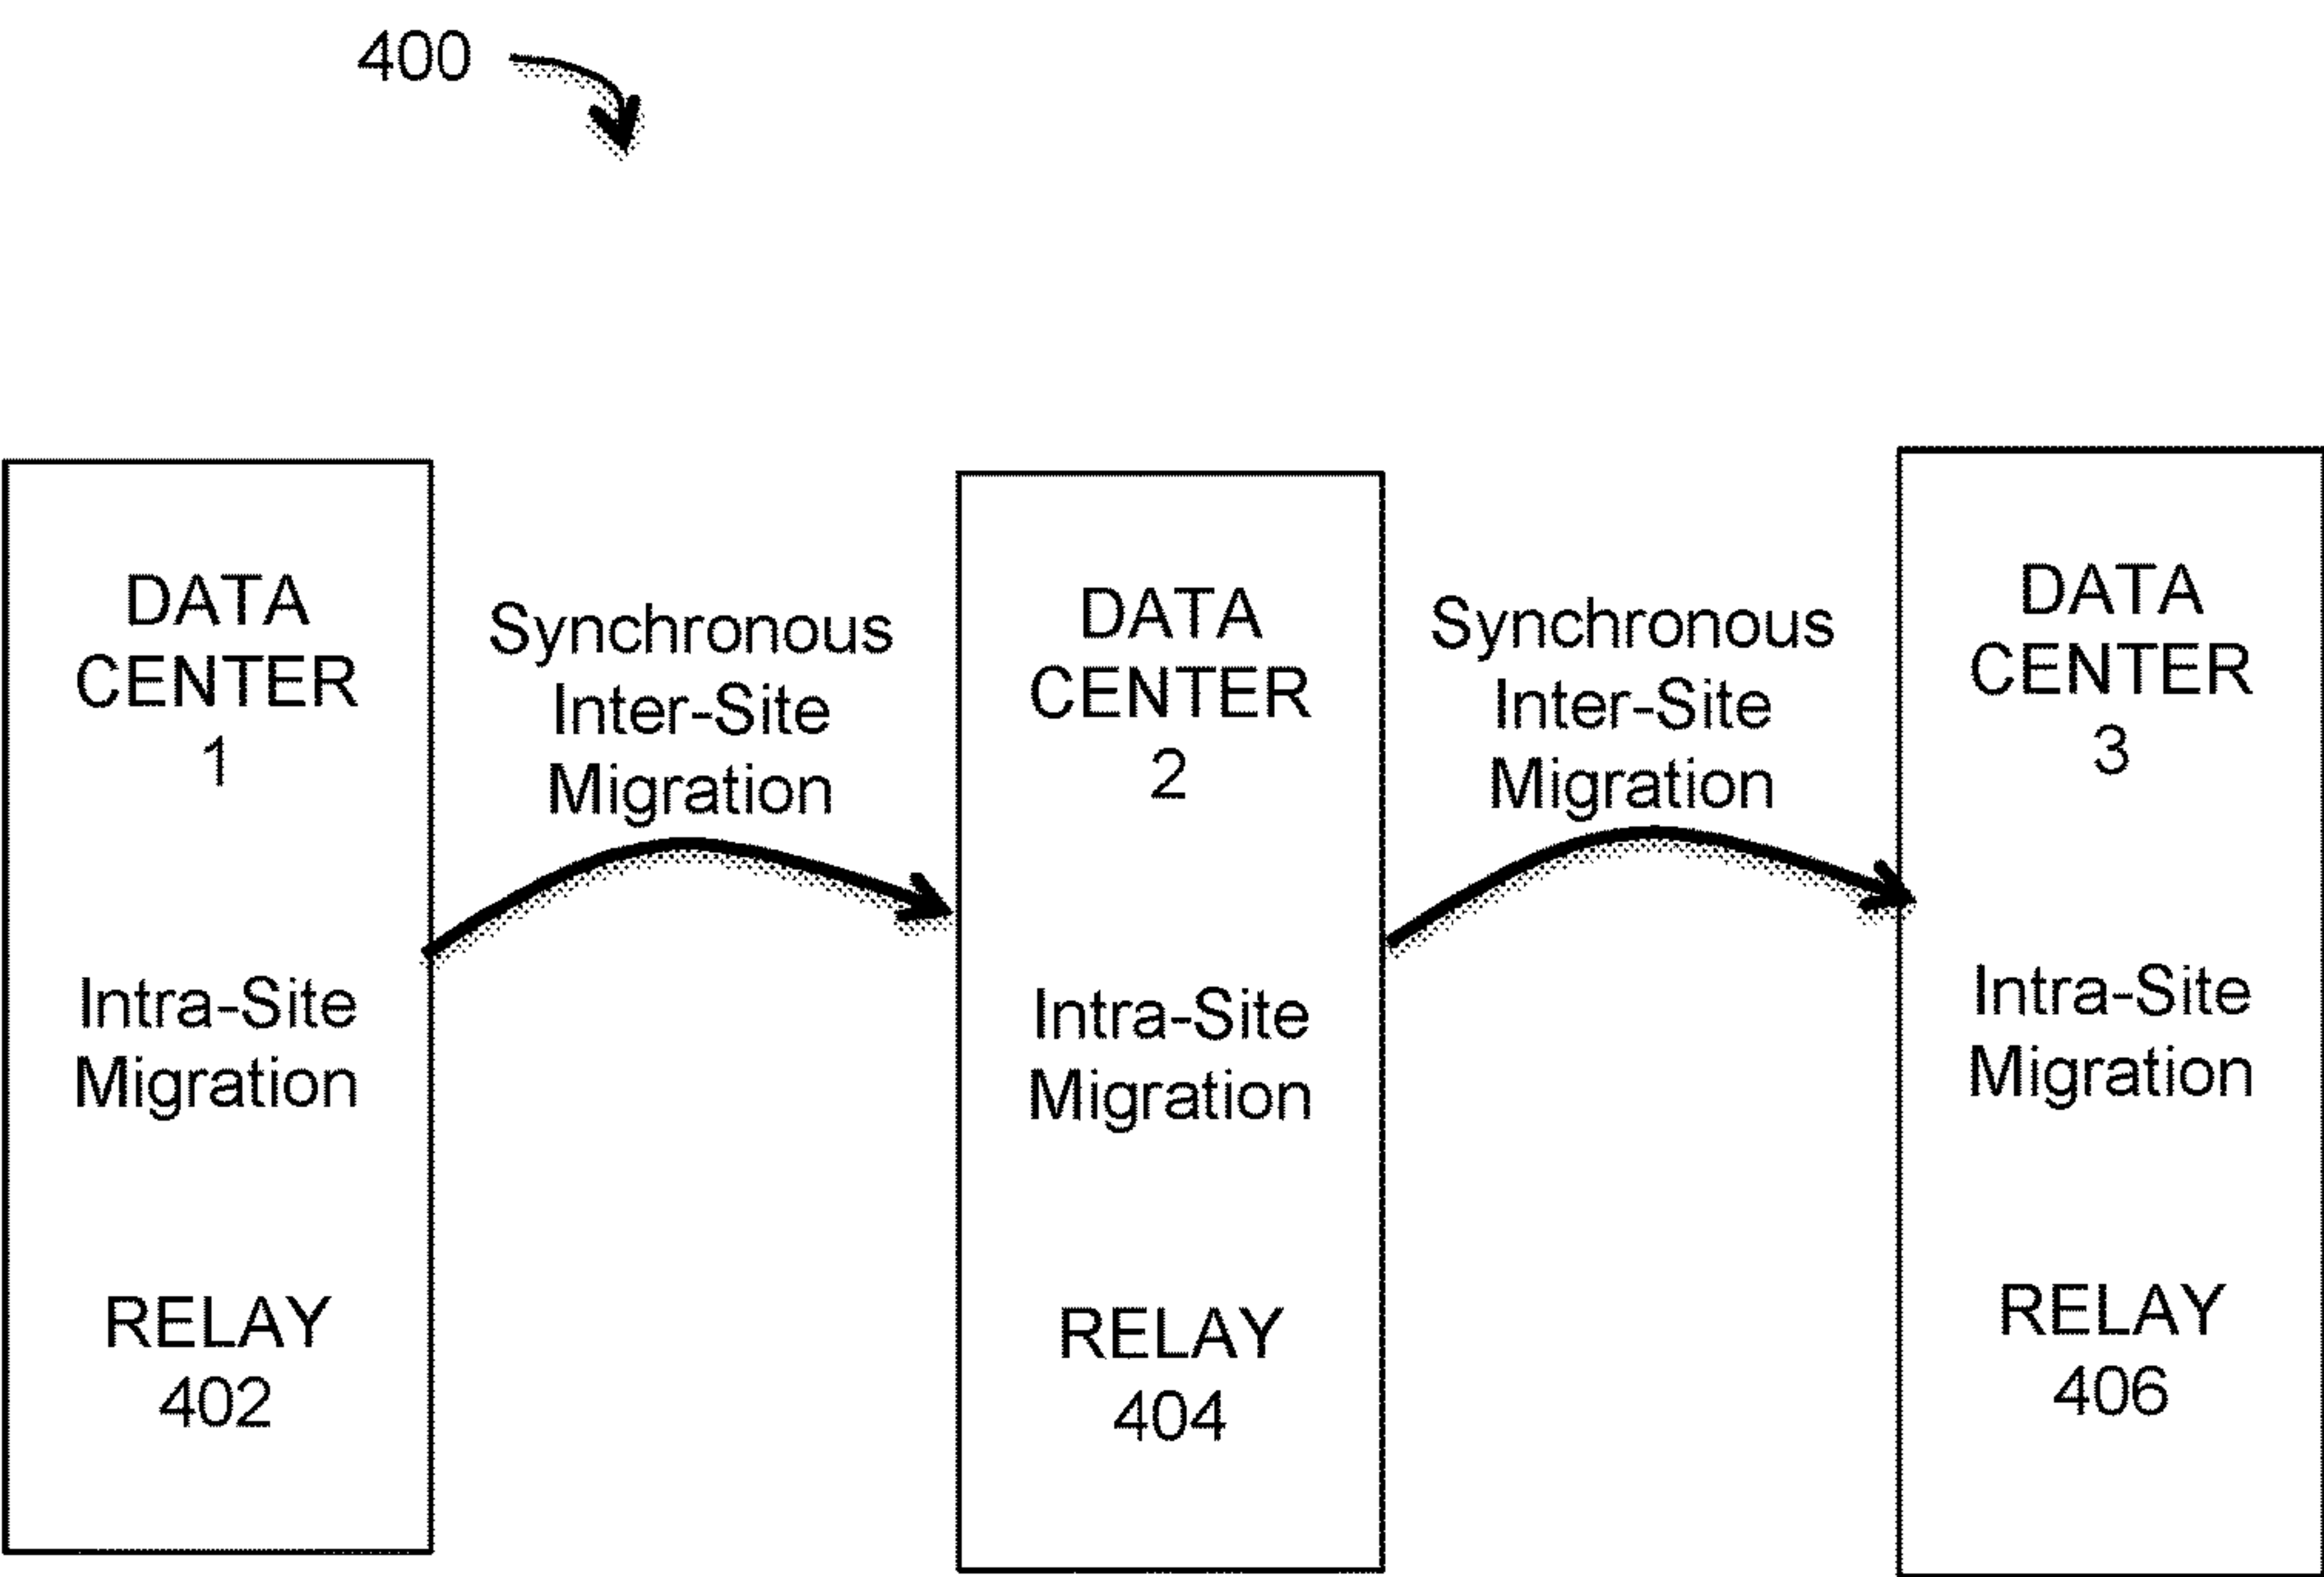 400
DATA
CENTER
1
Intra-Site
Migration
RELAY
402
Synchronous
Inter-Site
Migration
DATA
CENTER
2
Intra-Site
Migration
RELAY
404
Synchronous
Inter-Site
Migration
DATA
CENTER
3
Intra-Site
Migration
RELAY
406